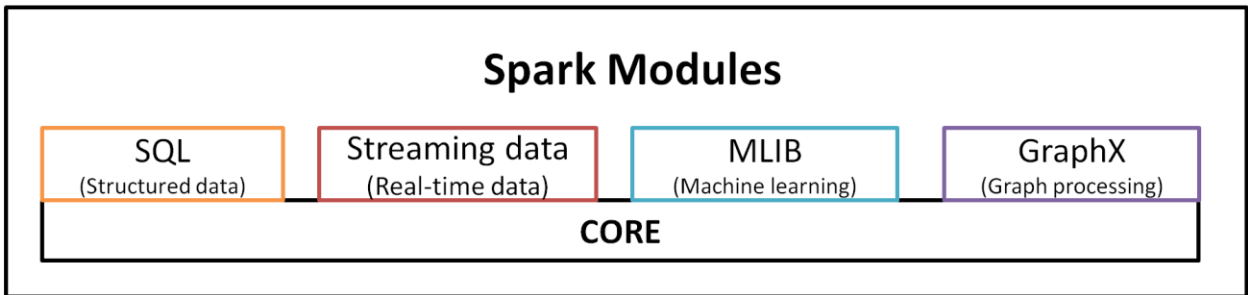 Spark Modules
SQL
(Structured data)
Streaming data
(Real-time data)
MLIB
(Machine learning)
GraphX
(Graph processing)
CORE